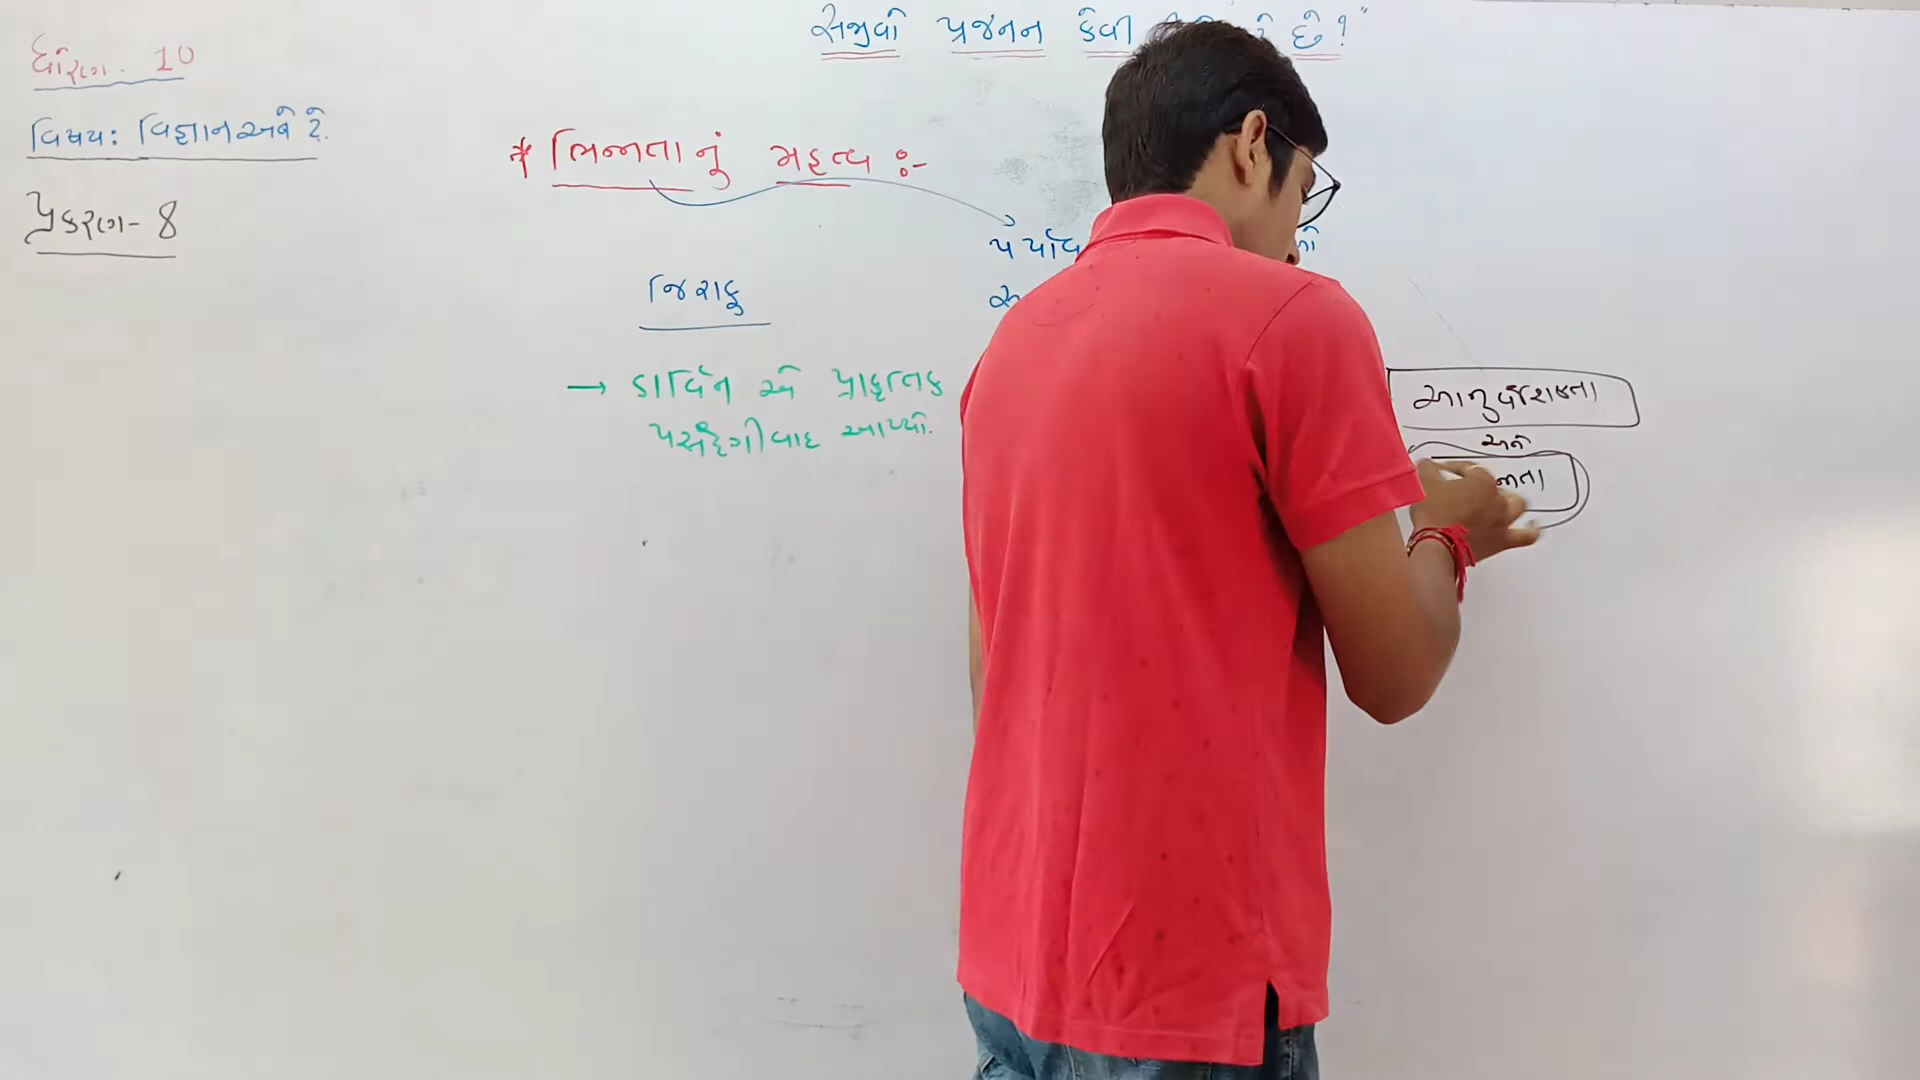 સજીવો પ્રજનન કેવી છે ?"
ધોરણ. 10
વિષય: વિજ્ઞાન અને ટે.
પ્રકરણ- 8
* ભિન્નતાનું મહત્વ :-
જિરાફ
→ ડાર્વિન એ પ્રાકૃતિક
પસંદગીવાદ આપ્યો.
આનુવંશિકતા
અને